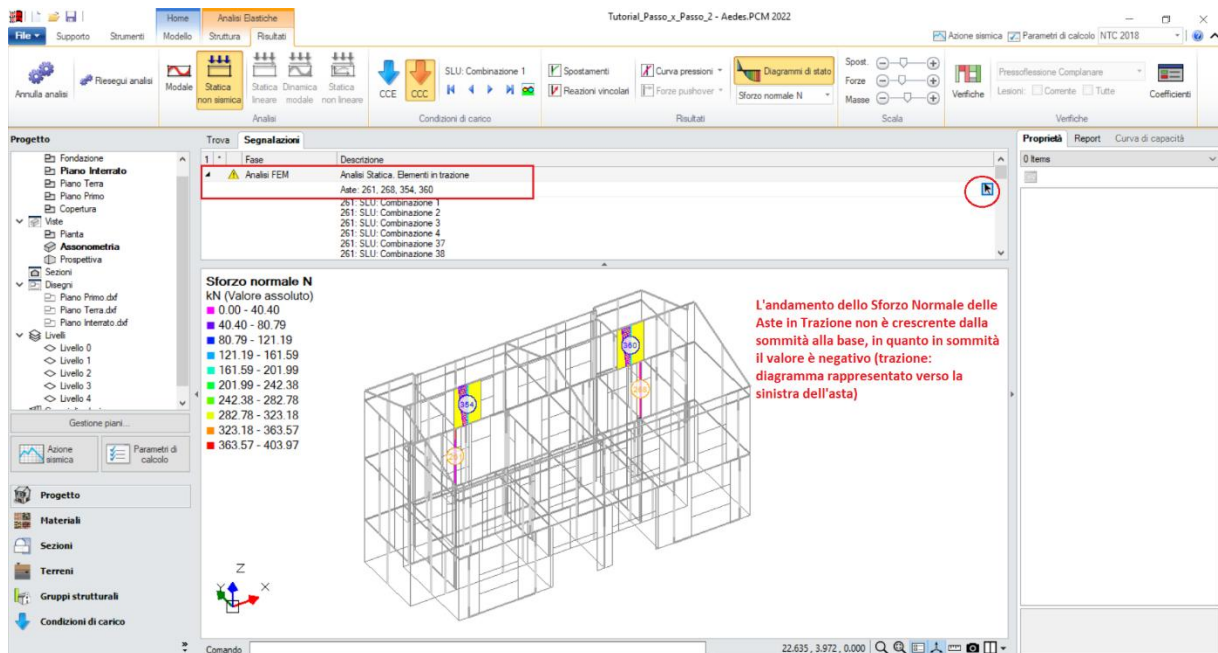 Tutorial_Passo_x_Passo_2 - Aedes.PCM 2022
Home
Analisi Elastiche
File
Supporto
Strumenti
Modello
Struttura
Risultati
Azione sismica
Parametri di calcolo
NTC 2018
Annulla analisi
Riesegui analisi
Modale
Statica
non sismica
Statica
lineare
Dinamica
modale
Statica
non lineare
Analisi
CCE
CCC
SLU: Combinazione 1
Condizioni di carico
Spostamenti
Reazioni vincolari
Curva pressioni
Forze pushover
Diagrammi di stato
Sforzo normale N
Risultati
Spost.
Forze
Masse
Scala
Verifiche
Pressoflessione Complanare
Lesioni:
Corrente
Tutte
Coefficienti
Verifiche
Progetto
Fondazione
Piano Interrato
Piano Terra
Piano Primo
Copertura
Viste
Pianta
Assonometria
Prospettiva
Sezioni
Disegni
Piano Primo.dxf
Piano Terra.dxf
Piano Interrato.dxf
Livelli
Livello 0
Livello 1
Livello 2
Livello 3
Livello 4
Gestione piani...
Azione
sismica
Parametri di
calcolo
Progetto
Materiali
Sezioni
Terreni
Gruppi strutturali
Condizioni di carico
Trova
Segnalazioni
1 * Fase Descrizione
Analisi FEM Analisi Statica. Elementi in trazione
Aste: 261, 268, 354, 360
261: SLU: Combinazione 1
261: SLU: Combinazione 2
261: SLU: Combinazione 3
261: SLU: Combinazione 4
261: SLU: Combinazione 37
261: SLU: Combinazione 38
Sforzo normale N
kN (Valore assoluto)
0.00 - 40.40
40.40 - 80.79
80.79 - 121.19
121.19 - 161.59
161.59 - 201.99
201.99 - 242.38
242.38 - 282.78
282.78 - 323.18
323.18 - 363.57
363.57 - 403.97
360
268
354
261
L'andamento dello Sforzo Normale delle
Aste in Trazione non è crescrente dalla
sommità alla base, in quanto in sommità
il valore è negativo (trazione:
diagramma rappresentato verso la
sinistra dell'asta)
Z
Y
X
Comando
22.635 , 3.972 , 0.000
Proprietà
Report
Curva di capacità
0 Items